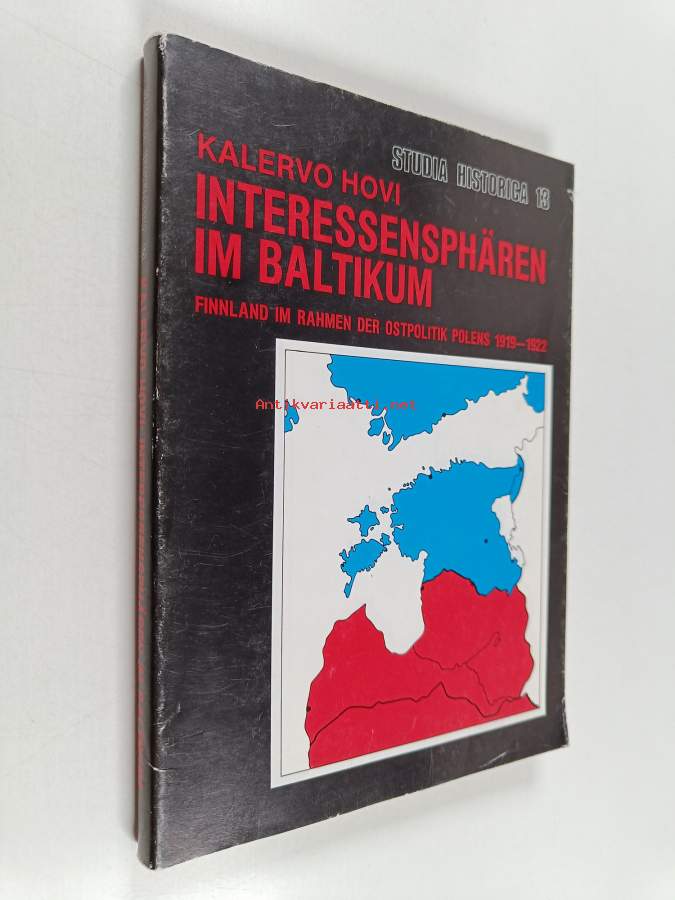 STUDIA HISTORICA 13
KALERVO HOVI
INTERESSENSPHÄREN
IM BALTIKUM
FINNLAND IM RAHMEN DER OSTPOLITIK POLENS 1919—1922
Antikvariaatti.net